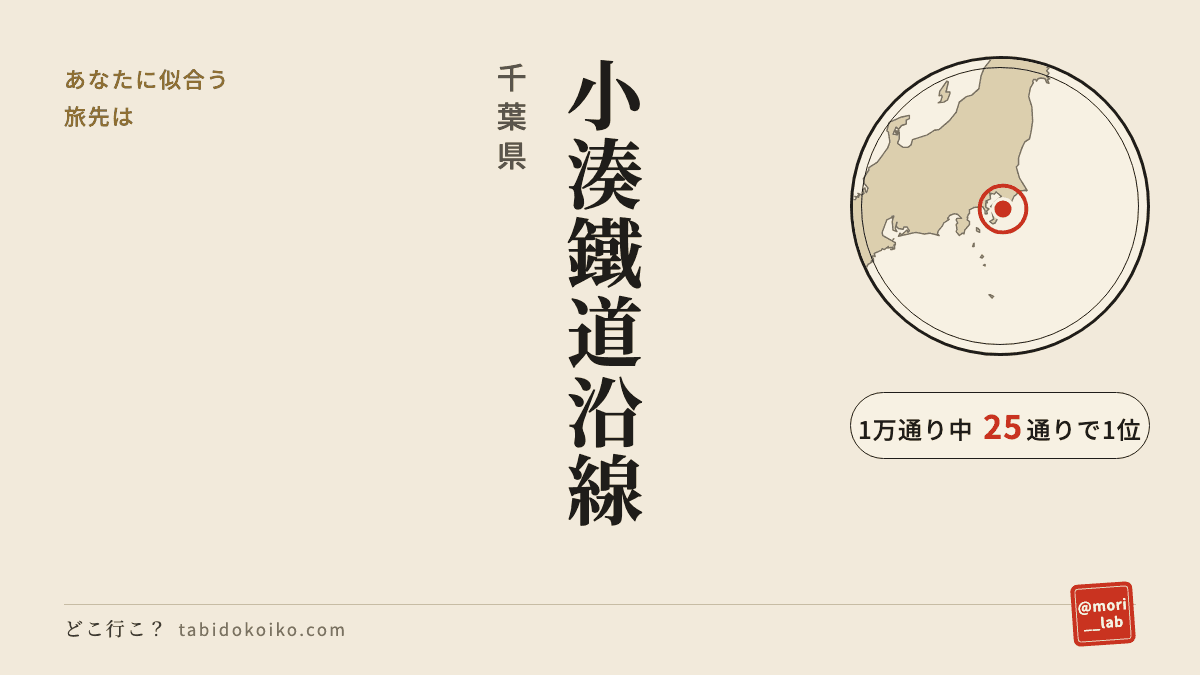 あなたに似合う
旅先は
小湊鐵道沿線
千葉県
1万通り中 25通りで1位
どこ行こ？ tabidokoiko.com
@mori
__lab